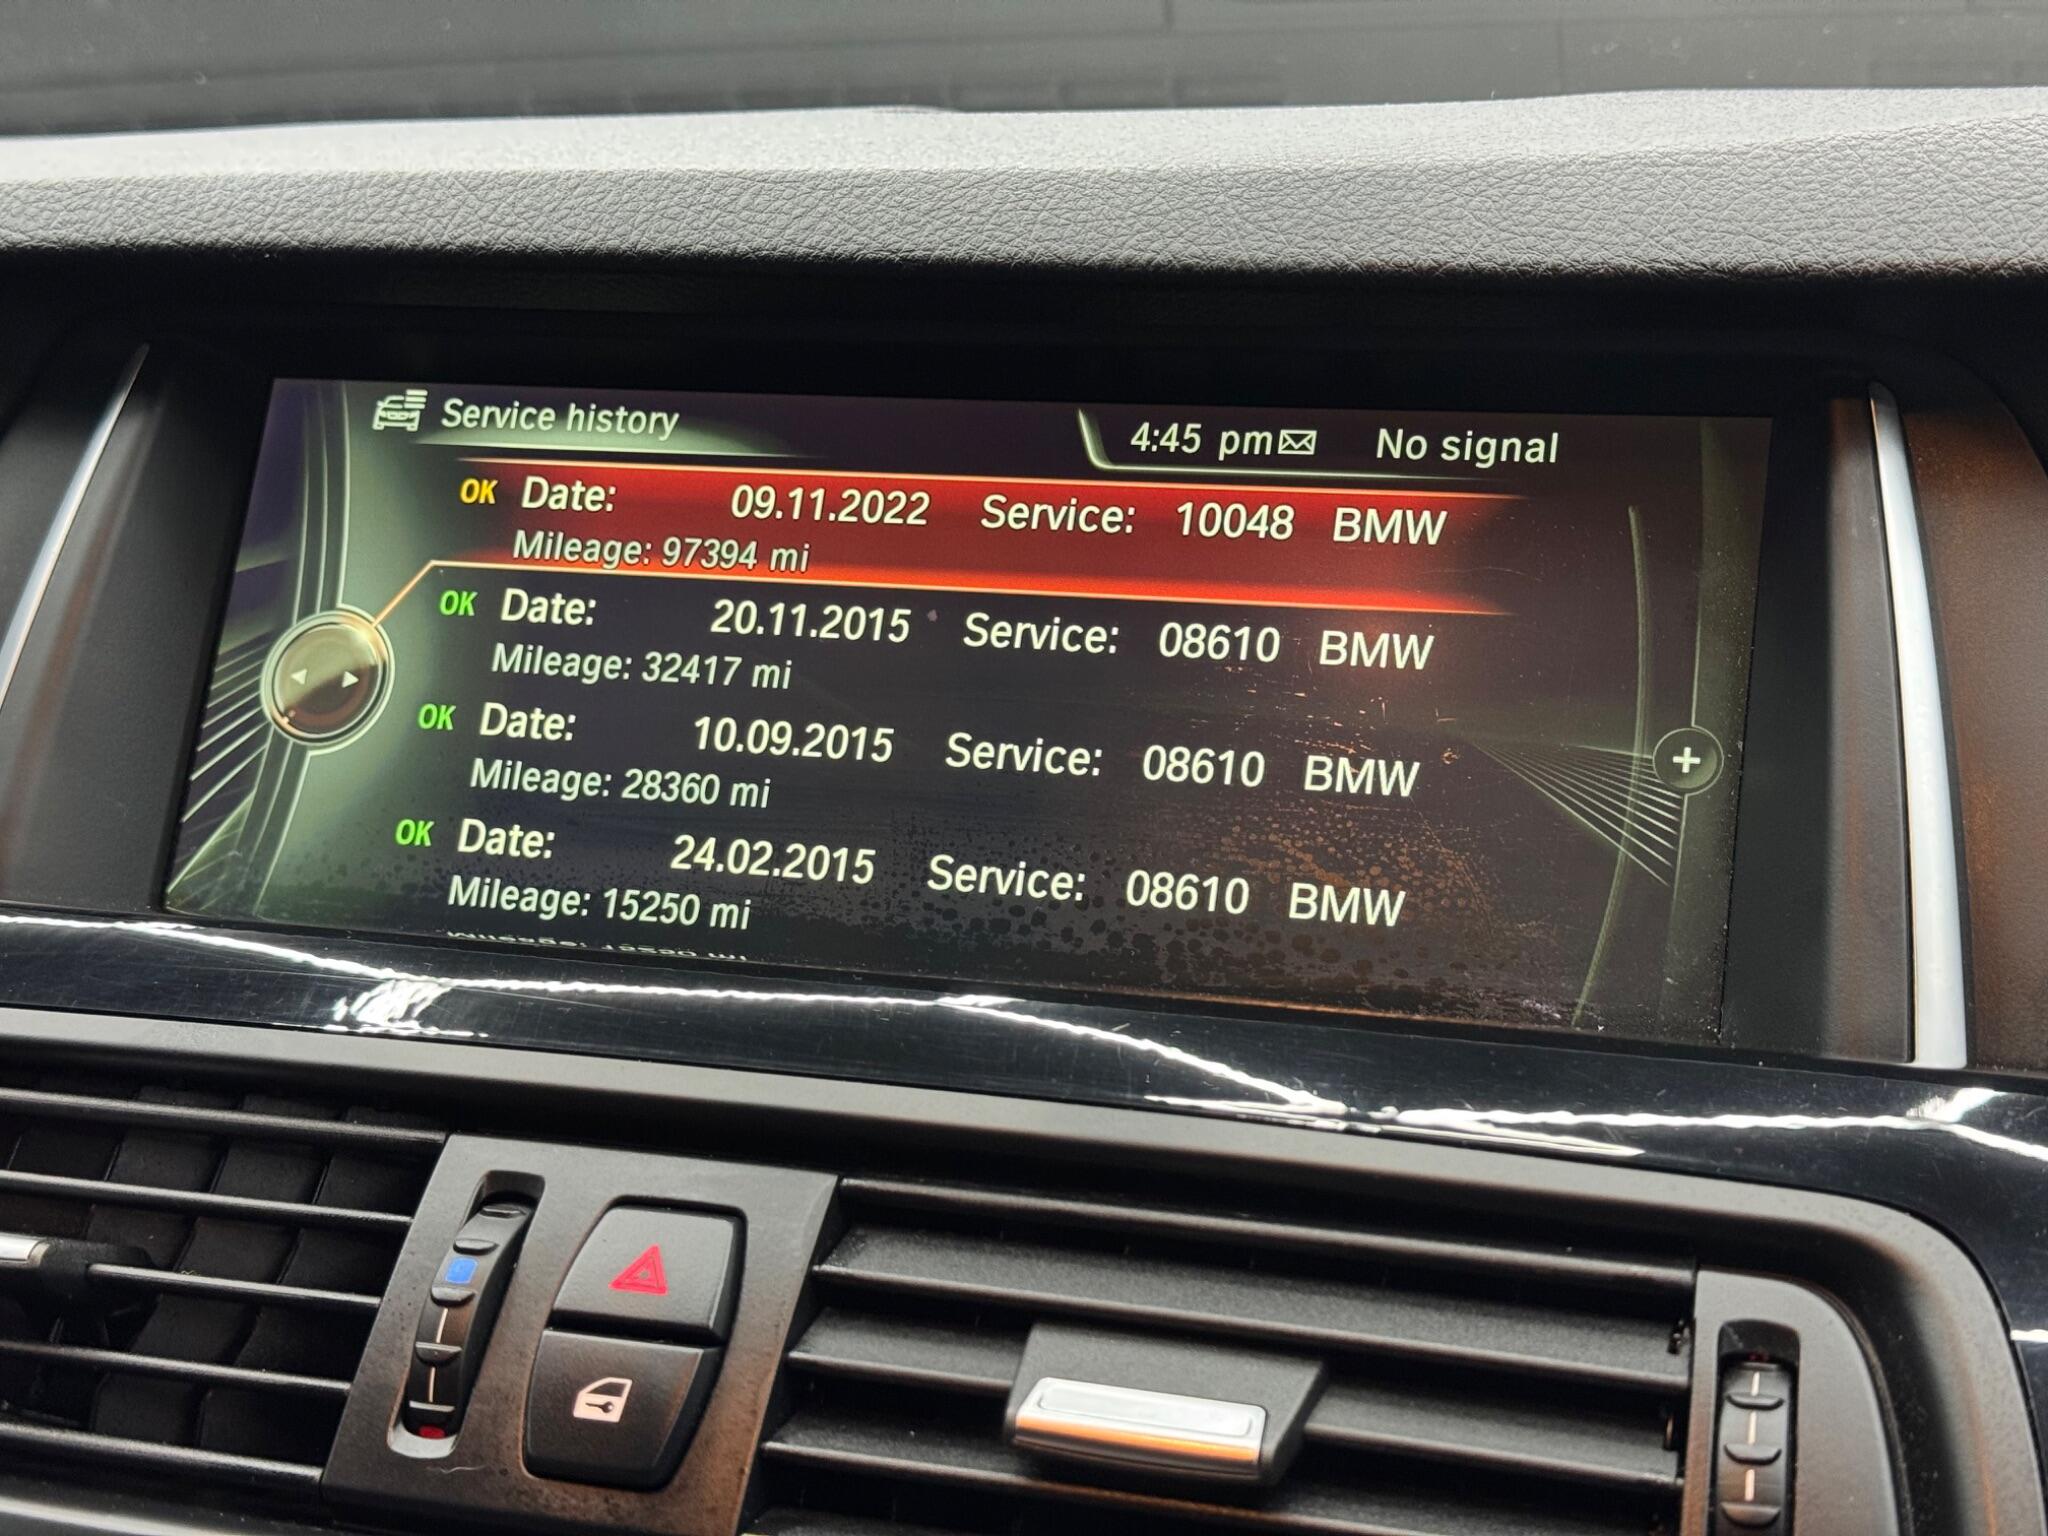 Service history
4:45 pm No signal
OK Date: 09.11.2022 Service: 10048 BMW
Mileage: 97394 mi
OK Date: 20.11.2015 Service: 08610 BMW
Mileage: 32417 mi
OK Date: 10.09.2015 Service: 08610 BMW
Mileage: 28360 mi
OK Date: 24.02.2015 Service: 08610 BMW
Mileage: 15250 mi